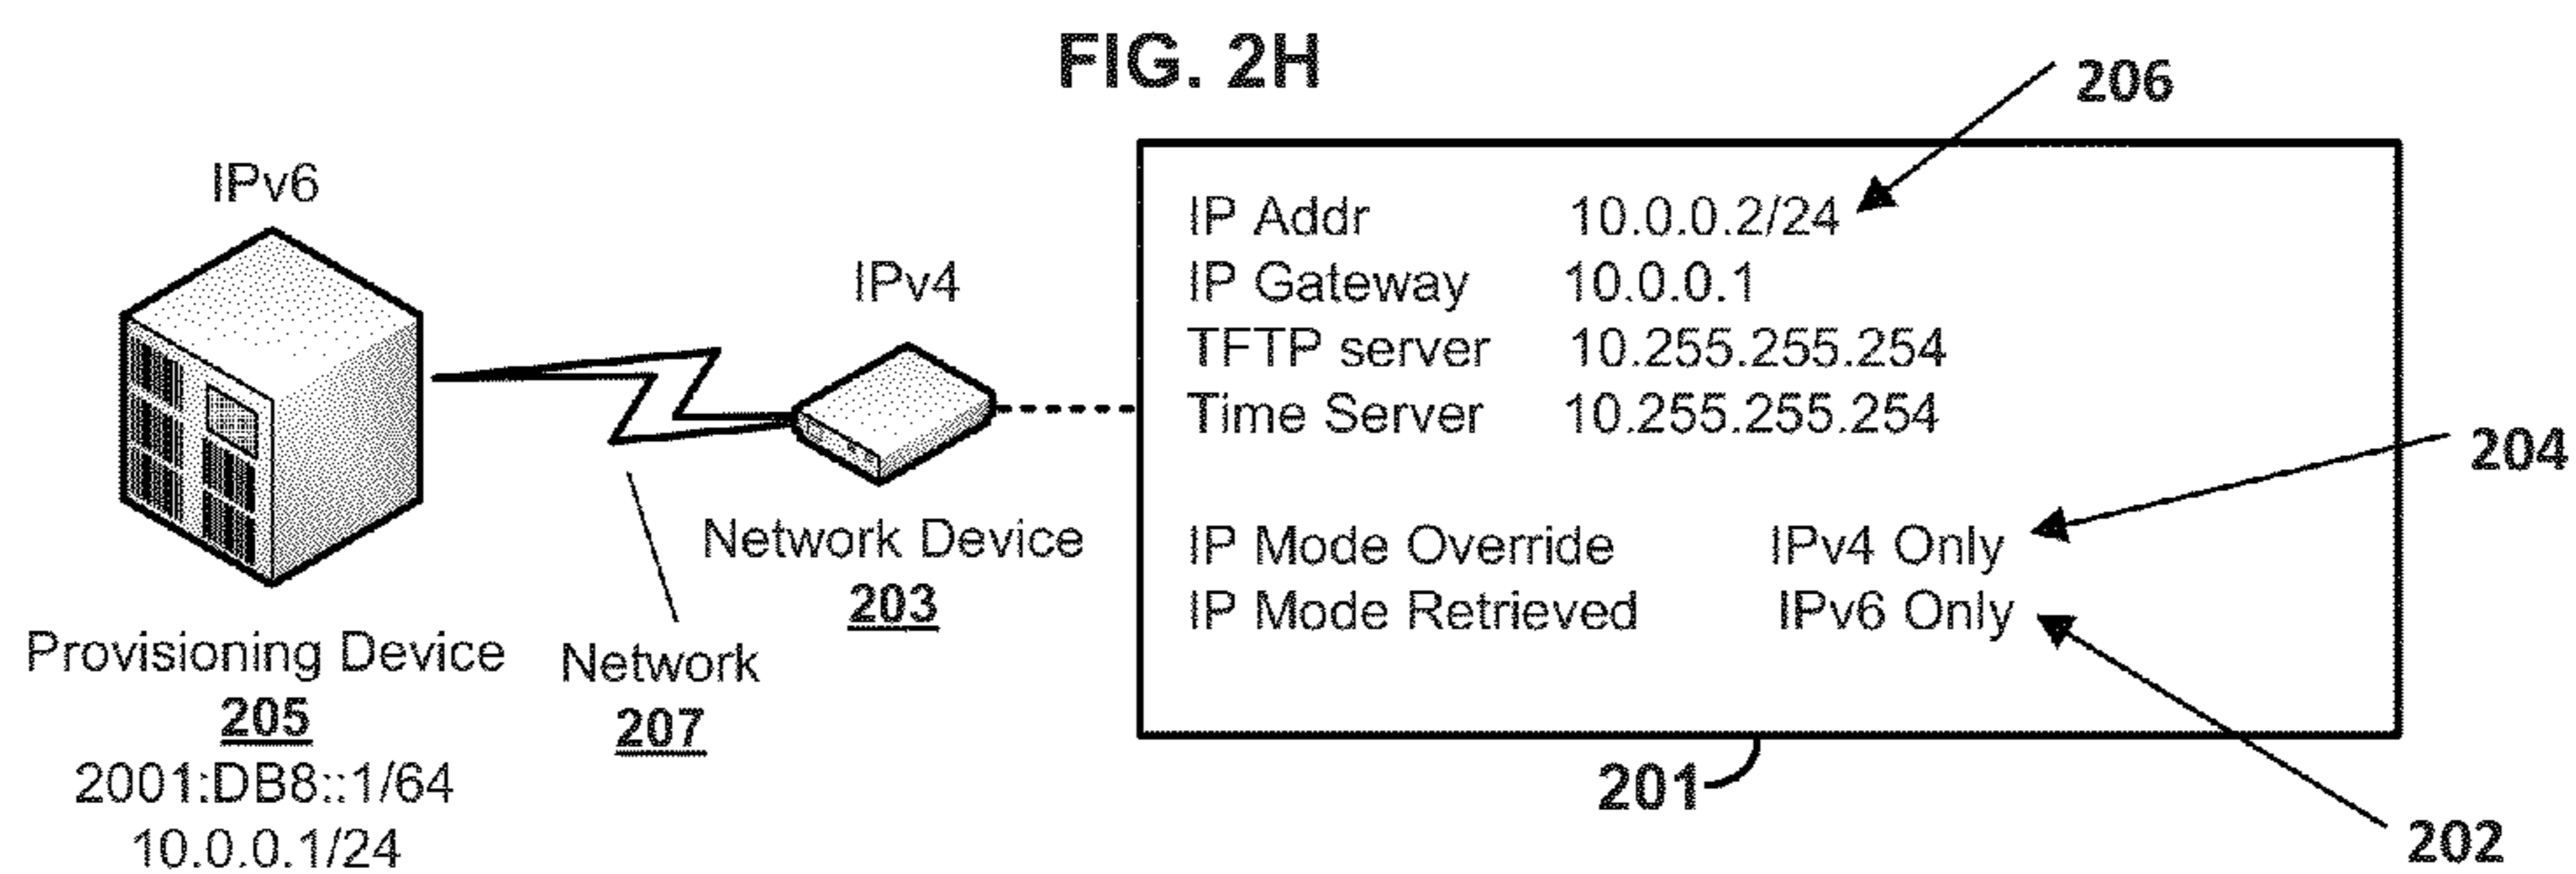 FIG. 2H
206
IPv6
IP Addr 10.0.0.2/24
IPv4
IP Gateway 10.0.0.1
TFTP server 10.255.255.254
Time Server 10.255.255.254
204
Network Device
203
IP Mode Override IPv4 Only
IP Mode Retrieved IPv6 Only
Provisioning Device
205
2001:DB8::1/64
10.0.0.1/24
Network
207
201
202